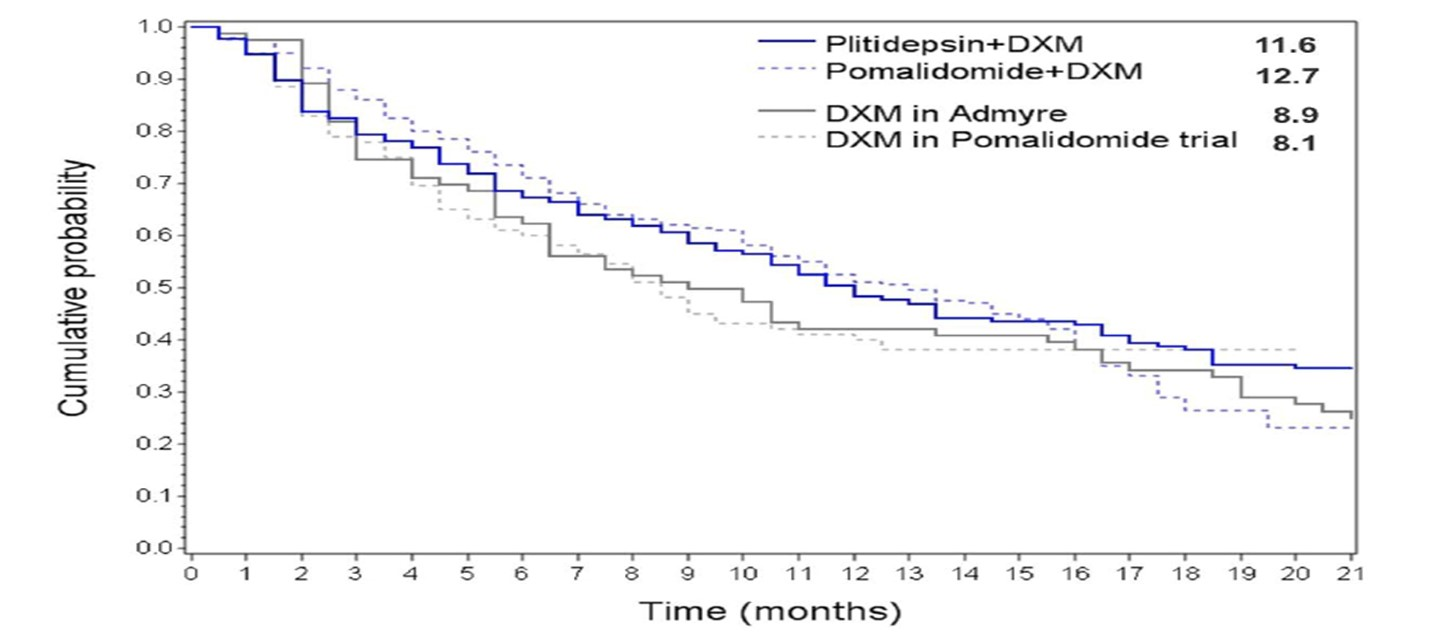 1.0
0.9
0.8
0.7
0.6
0.5
0.4
0.3
0.2
0.1
0.0
Cumulative probability
Plitidepsin+DXM 11.6
Pomalidomide+DXM 12.7
DXM in Admyre 8.9
DXM in Pomalidomide trial 8.1
0 1 2 3 4 5 6 7 8 9 10 11 12 13 14 15 16 17 18 19 20 21
Time (months)